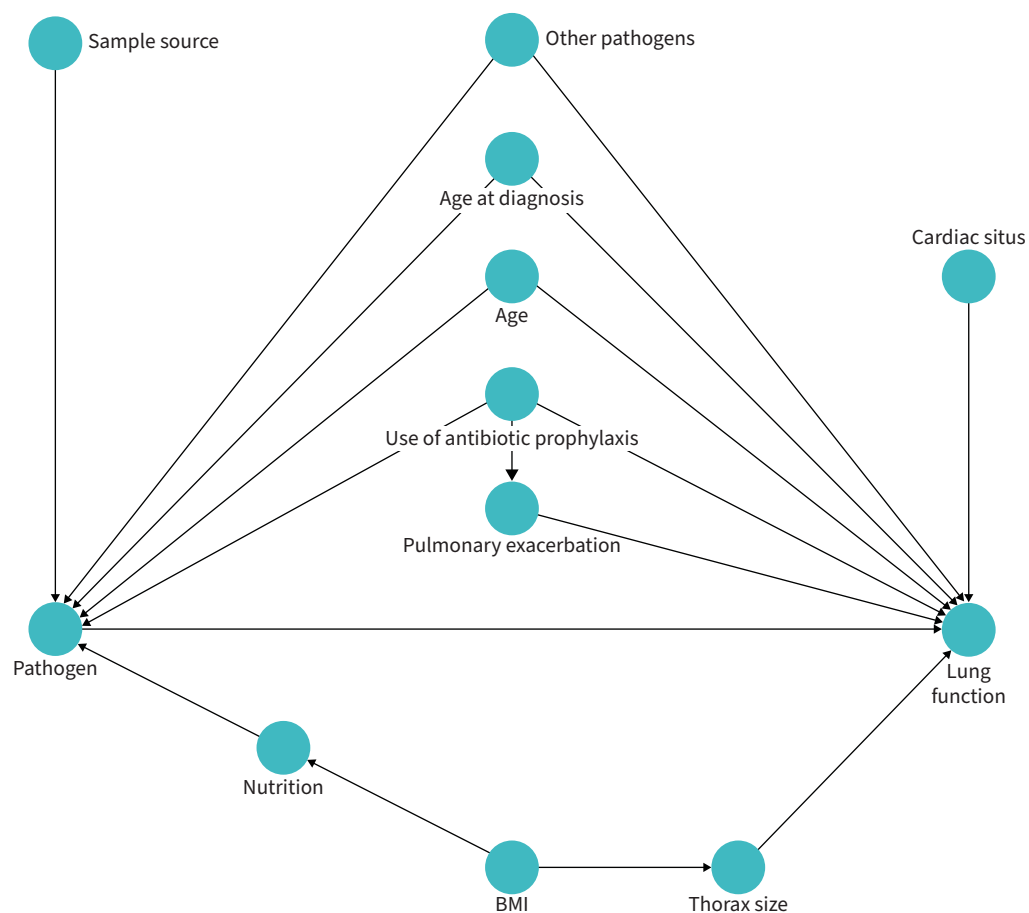 Sample source
Other pathogens
Age at diagnosis
Cardiac situs
Age
Use of antibiotic prophylaxis
Pulmonary exacerbation
Pathogen
Lung
function
Nutrition
BMI
Thorax size